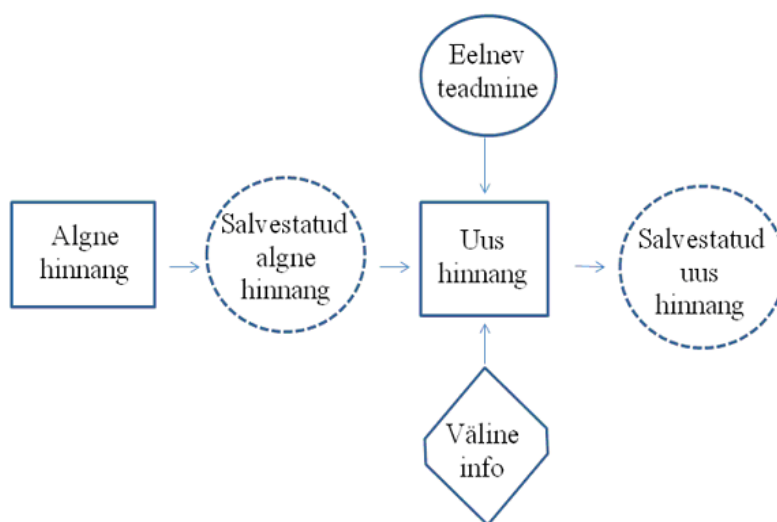 Eelnev
teadmine
Algne
hinnang
Salvestatud
algne
hinnang
Uus
hinnang
Salvestatud
uus
hinnang
Väline
info